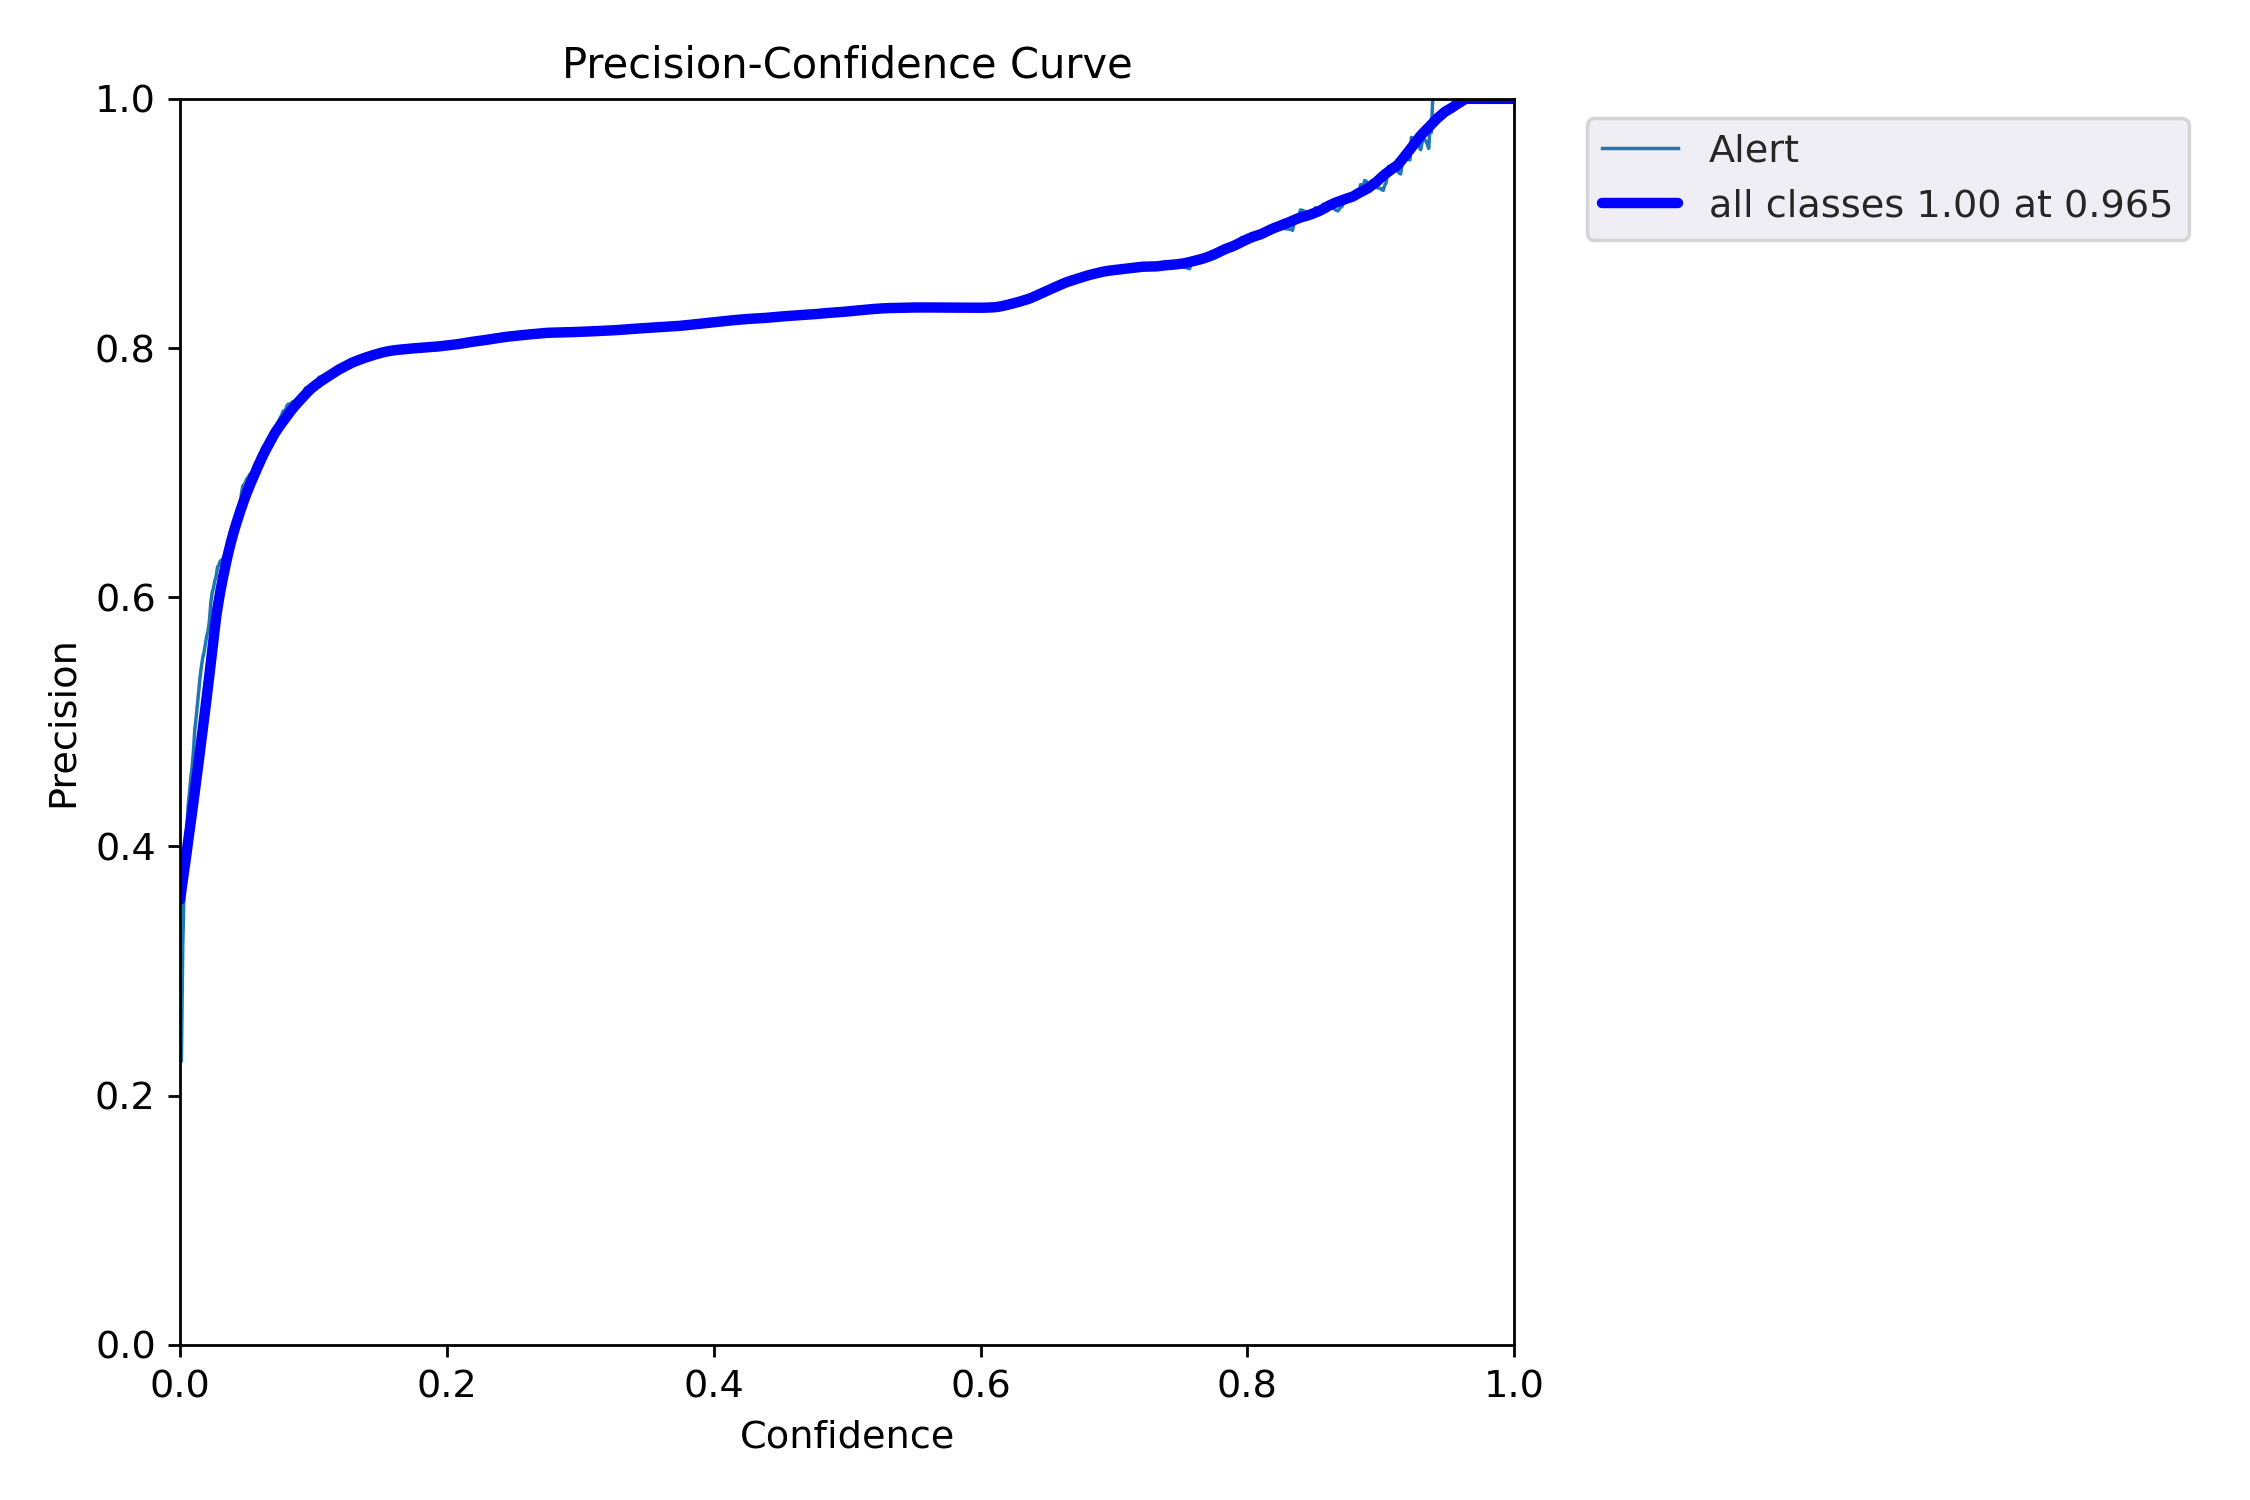 Precision-Confidence Curve
Alert
all classes 1.00 at 0.965
Precision
1.0
0.8
0.6
0.4
0.2
0.0
0.0 0.2 0.4 0.6 0.8 1.0
Confidence